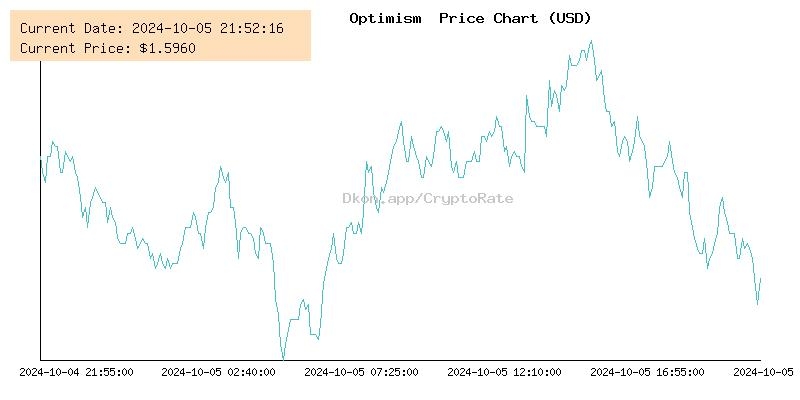 Optimism  Price Chart (USD)
Current Date: 2024-10-05 21:52:16
Current Price: $1.5960
Dkon.app/CryptoRate
2024-10-04 21:55:00 2024-10-05 02:40:00 2024-10-05 07:25:00 2024-10-05 12:10:00 2024-10-05 16:55:00 2024-10-05